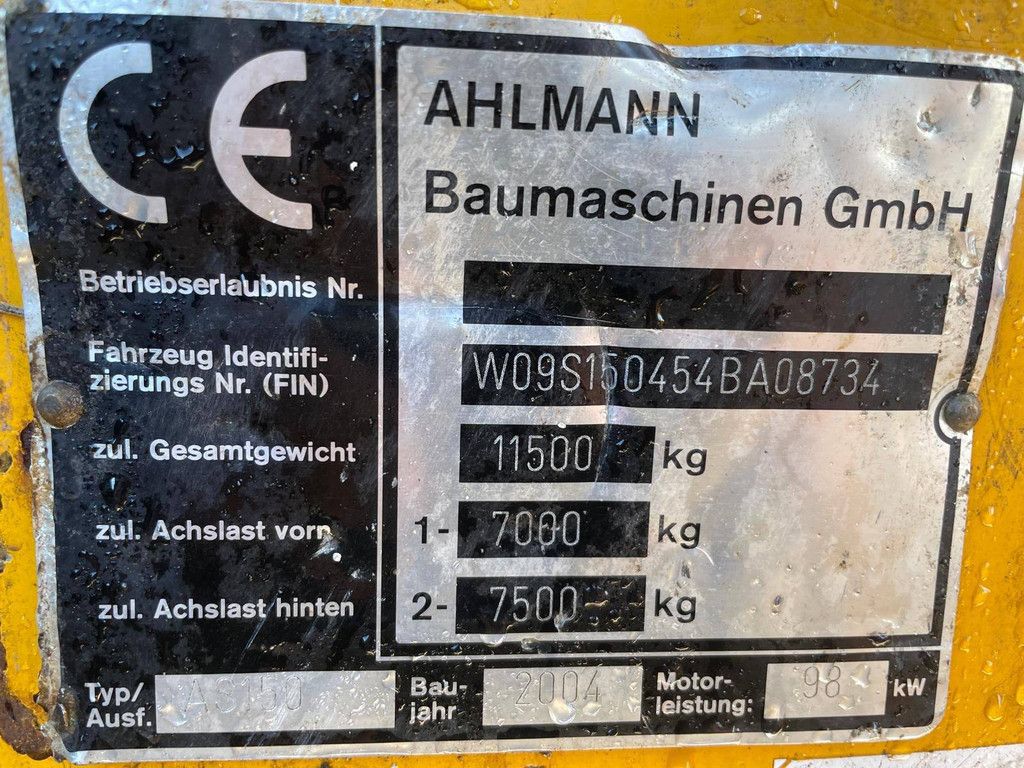 CE
AHLMANN
Baumaschinen GmbH
Betriebserlaubnis Nr.
Fahrzeug Identifi-
zierungs Nr. (FIN) W09S150454BA08734
zul. Gesamtgewicht 11500 kg
zul. Achslast vorn 1- 7000 kg
zul. Achslast hinten 2- 7500 kg
Typ/
Ausf. AS150
Bau-
jahr 2004
Motor-
leistung: 98 kW